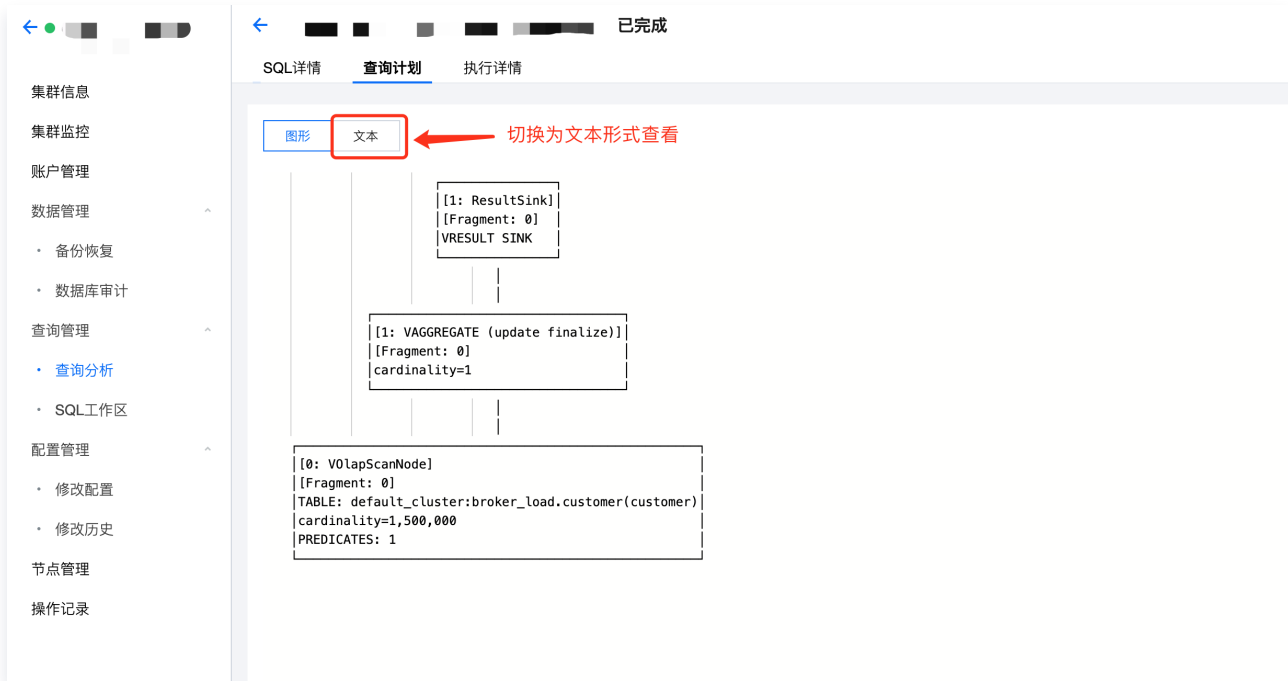 已完成
SQL详情 查询计划 执行详情
集群信息
集群监控
账户管理
数据管理
备份恢复
数据库审计
查询管理
查询分析
SQL工作区
配置管理
修改配置
修改历史
节点管理
操作记录
图形 文本 切换为文本形式查看
[1: ResultSink]
[Fragment: 0]
VRESULT SINK
[1: VAGGREGATE (update finalize)]
[Fragment: 0]
cardinality=1
[0: VOlapScanNode]
[Fragment: 0]
TABLE: default_cluster:broker_load.customer(customer)
cardinality=1,500,000
PREDICATES: 1